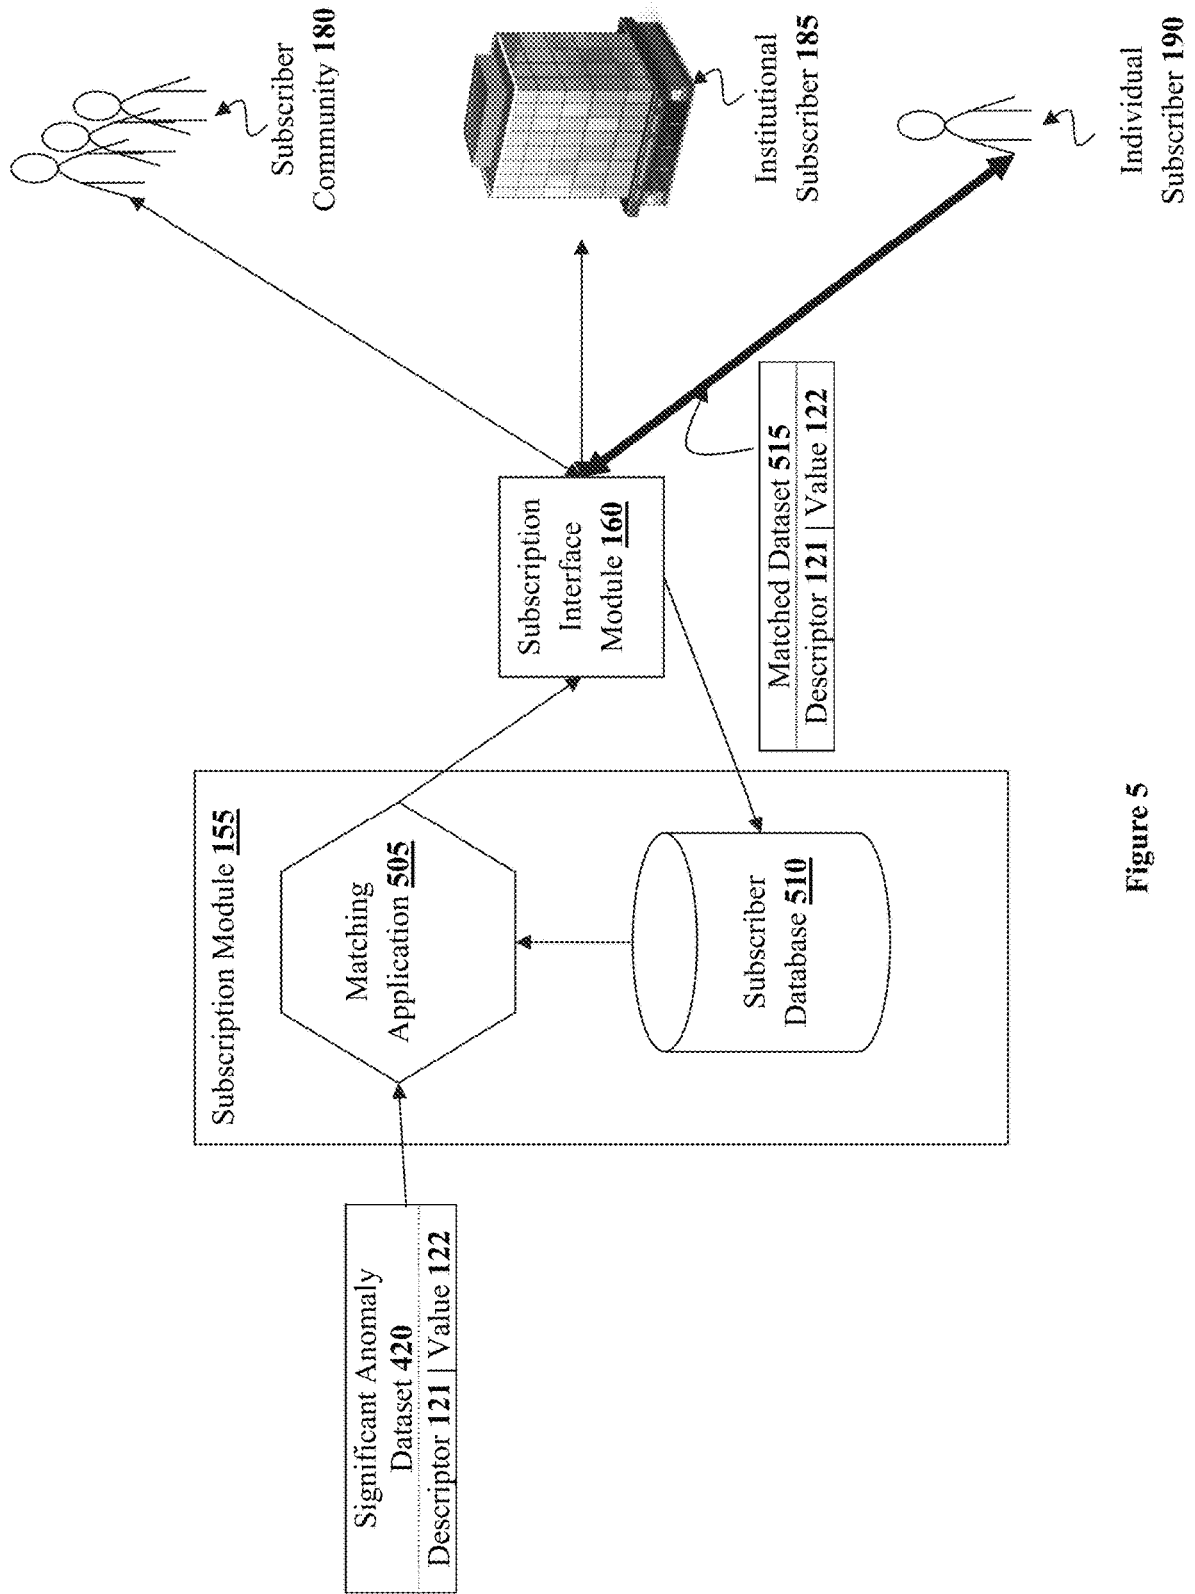 Significant Anomaly
Dataset 420
Descriptor 121 | Value 122
Subscription Module 155
Matching
Application 505
Subscriber
Database 510
Subscription
Interface
Module 160
Matched Dataset 515
Descriptor 121 | Value 122
Subscriber
Community 180
Institutional
Subscriber 185
Individual
Subscriber 190
Figure 5